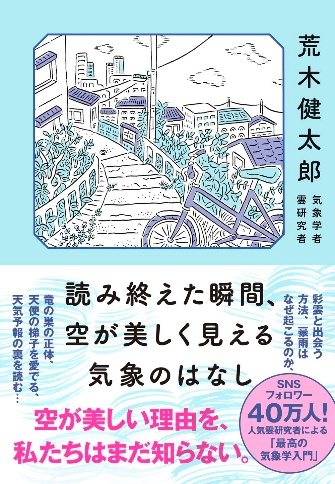 荒木健太郎
気象学者
雲研究者
読み終えた瞬間、
空が美しく見える
気象のはなし
彩雲と出会う
方法、豪雨は
なぜ起こるのか、
竜の巣の正体、
天使の梯子を愛でる、
天気予報の裏を読む…
空が美しい理由を、
私たちはまだ知らない。
SNS
フォロワー
40万人!
人気雲研究者による
「最高の
気象学入門」